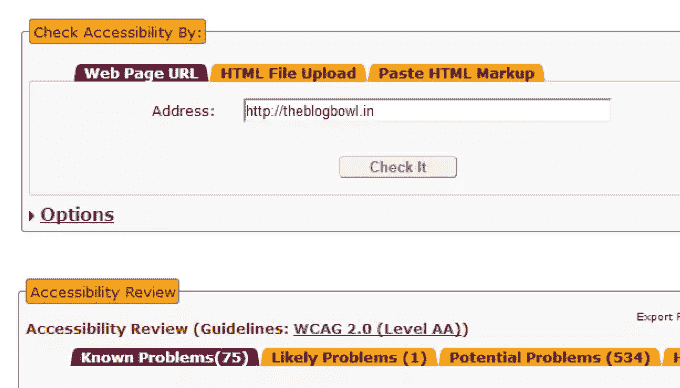 Check Accessibility By:
Web Page URL HTML File Upload Paste HTML Markup
Address: http://theblogbowl.in
Check It
Options
Accessibility Review
Export
Accessibility Review (Guidelines: WCAG 2.0 (Level AA))
Known Problems(75) Likely Problems (1) Potential Problems (534)